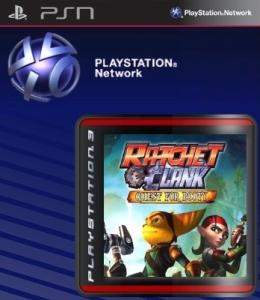 PSN
PlayStation Network
PLAYSTATION®
Network
PLAYSTATION 3
RATCHET
CLANK
QUEST FOR BOOTY